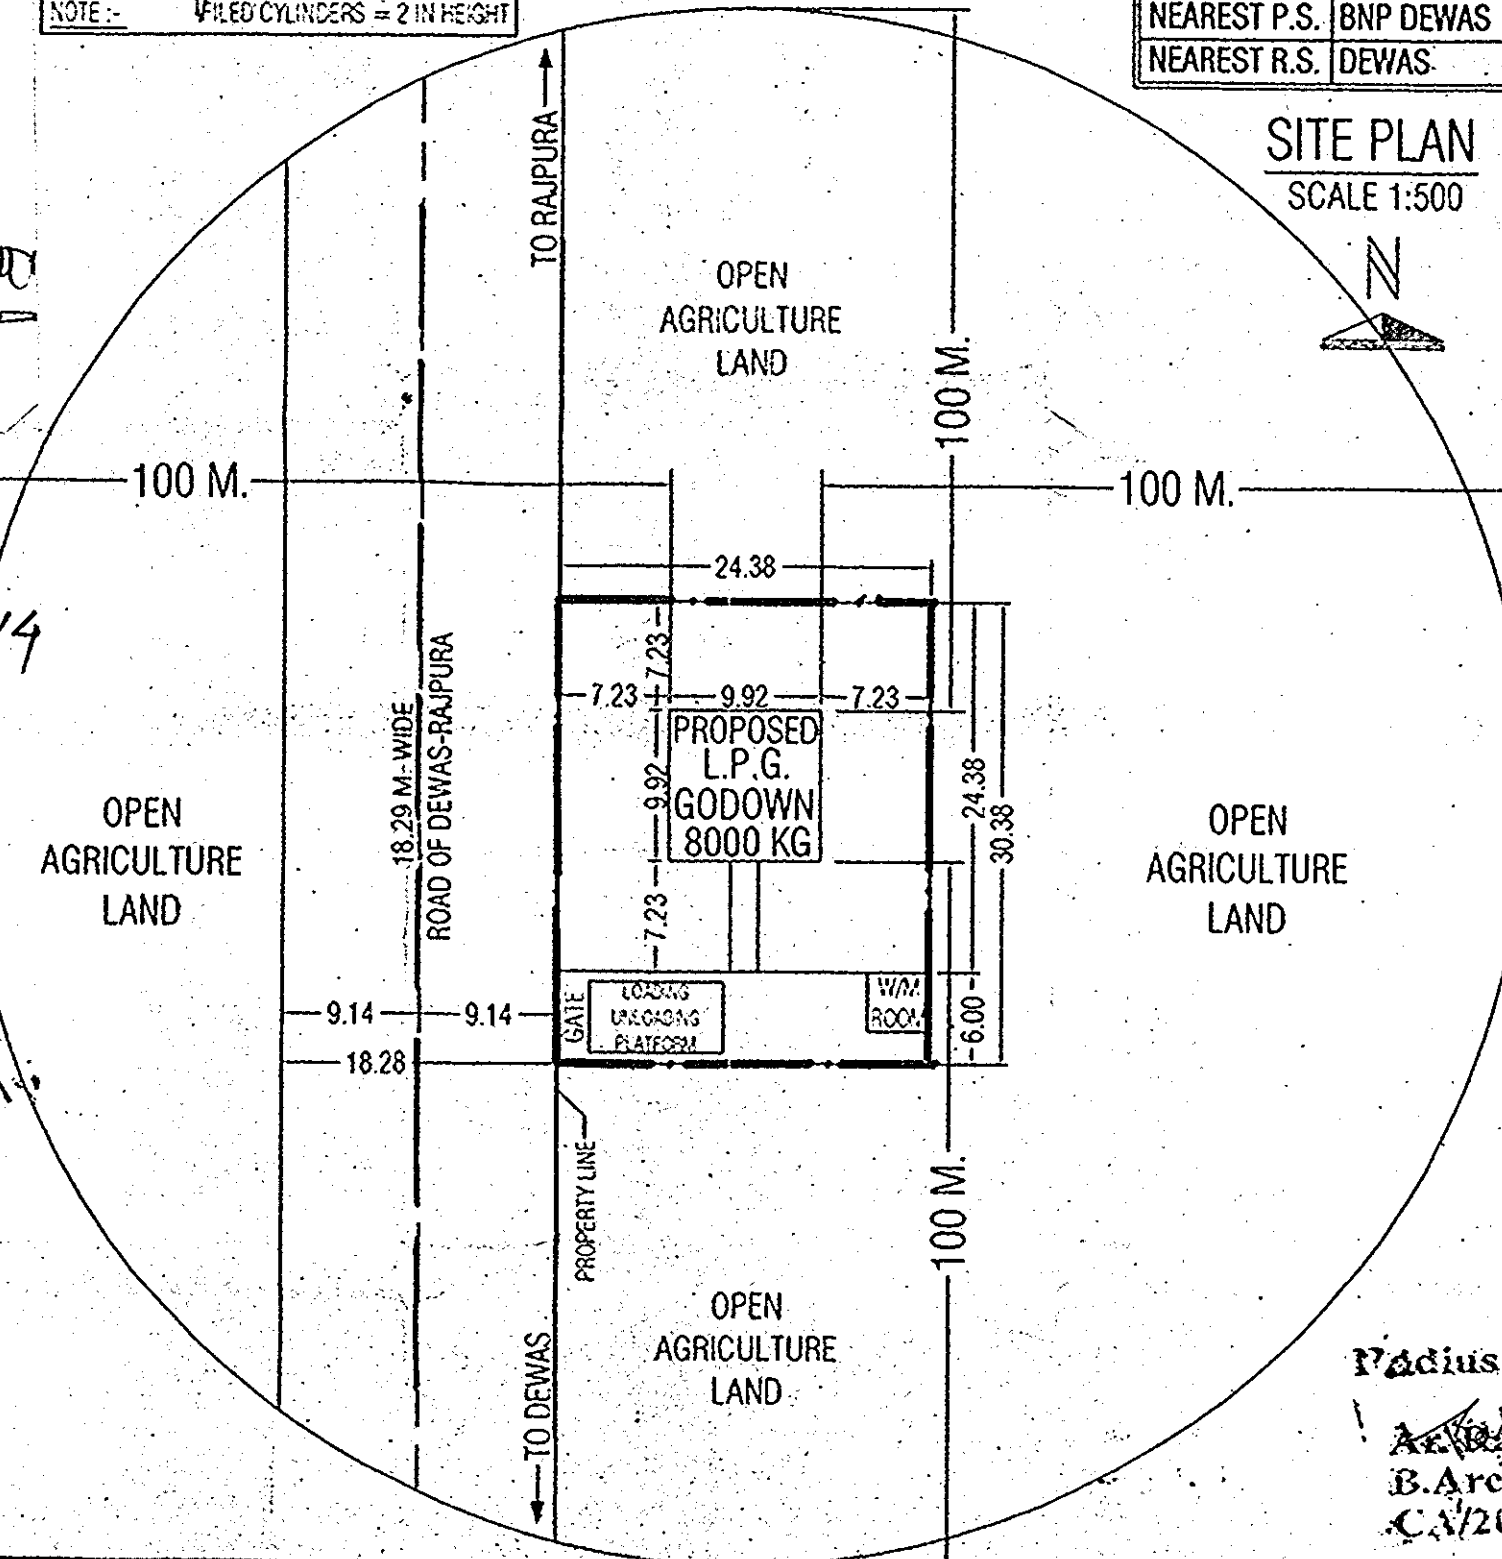 NOTE :- FILED CYLINDERS = 2 IN HEIGHT
NEAREST P.S. BNP DEWAS
NEAREST R.S. DEWAS
SITE PLAN
SCALE 1:500
N
TO RAJPURA
OPEN
AGRICULTURE
LAND
100 M.
100 M.
100 M.
24.38
7.23
7.23 9.92 7.23
PROPOSED
L.P.G.
GODOWN
8000 KG
9.92
7.23
24.38
30.38
18.29 M. WIDE
ROAD OF DEWAS-RAJPURA
OPEN
AGRICULTURE
LAND
OPEN
AGRICULTURE
LAND
9.14 9.14
18.28
GATE
LOADING
UNLOADING
PLATFORM
W/M
ROOM
6.00
PROPERTY LINE
100 M.
TO DEWAS
OPEN
AGRICULTURE
LAND
Radius
Ar.
B.Arc
CA/20